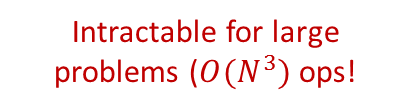 Intractable for large
problems (O(N³) ops!